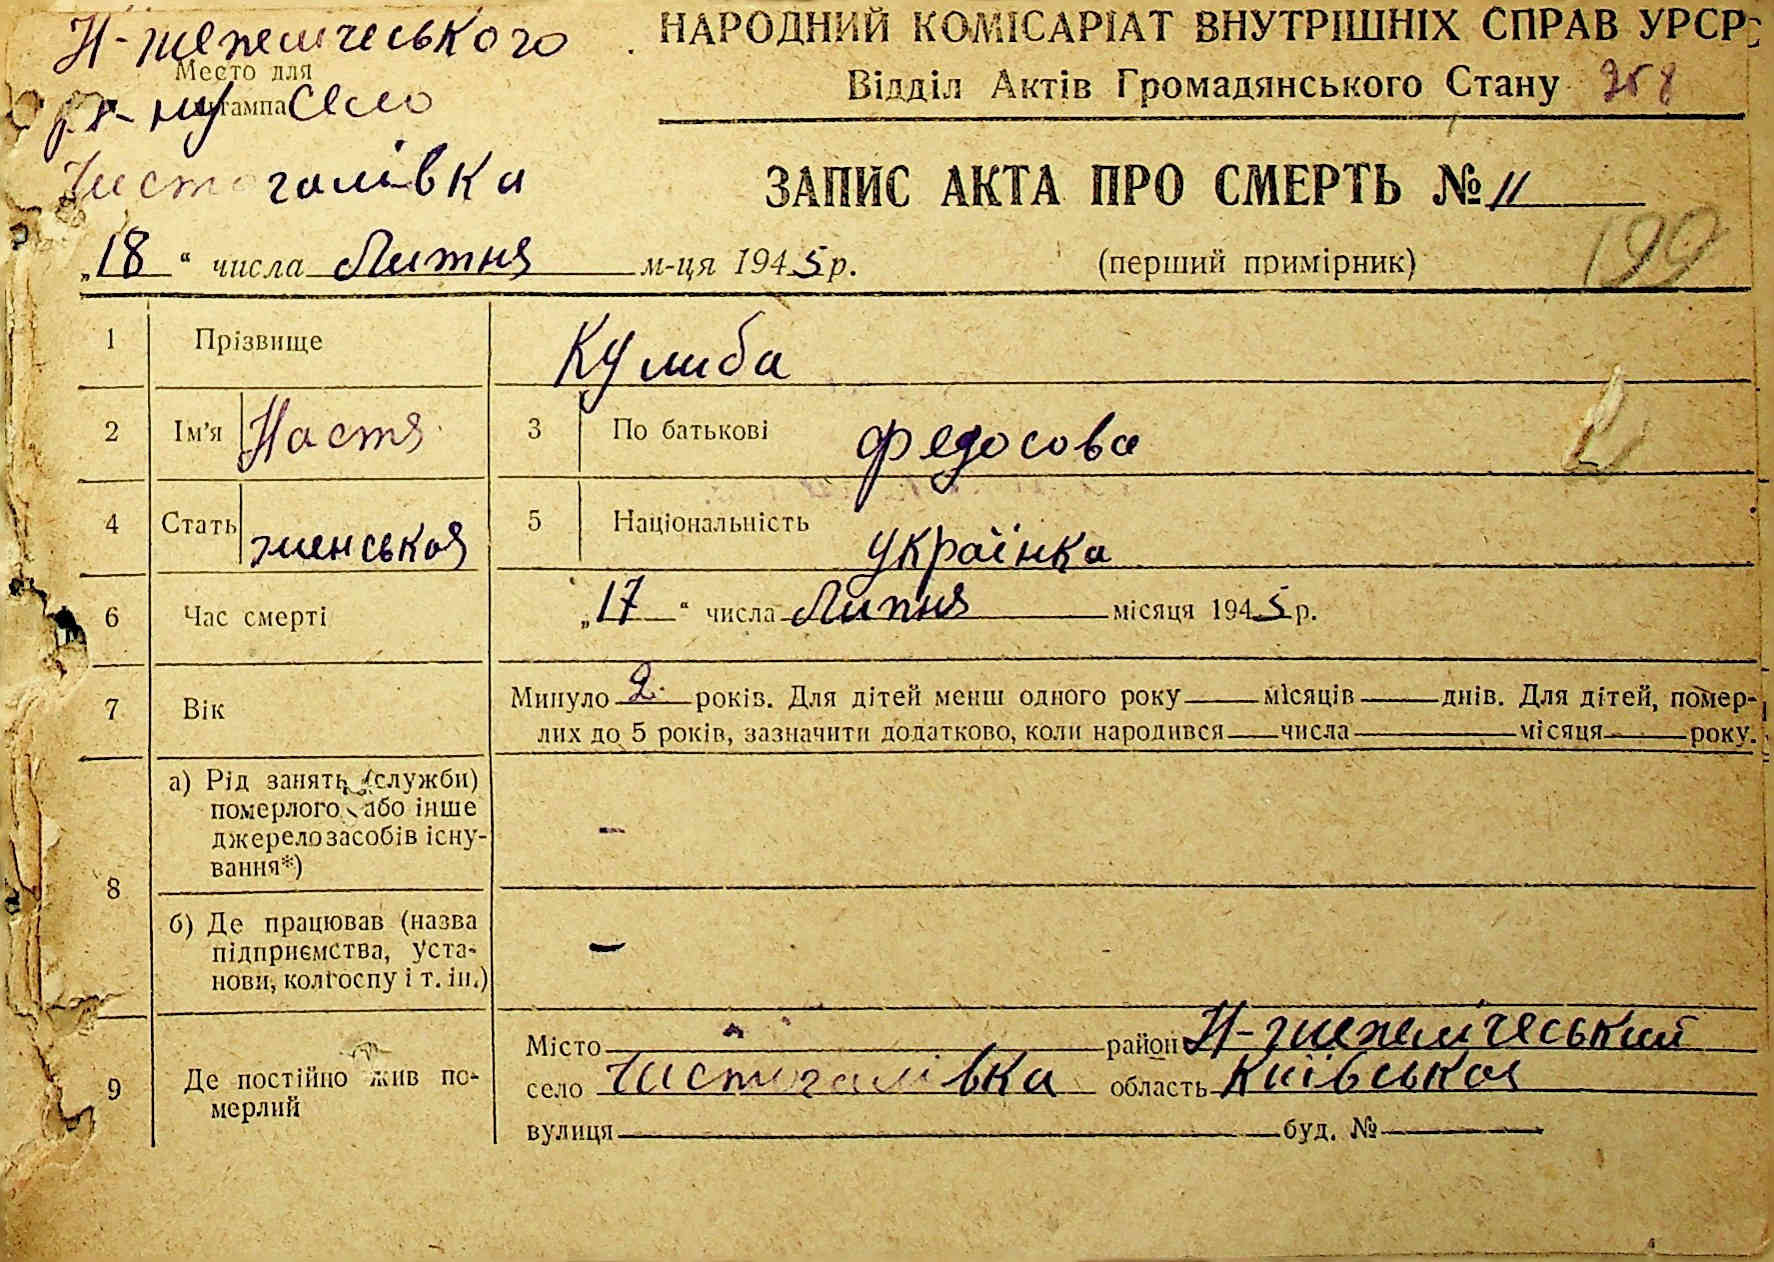 Н-шепеличеського
Место для
штампа
ра-ну село
Чистогалівка
НАРОДНИЙ КОМІСАРІАТ ВНУТРІШНІХ СПРАВ УРСР
Відділ Актів Громадянського Стану
ЗАПИС АКТА ПРО СМЕРТЬ № 11
„18“ числа Липня м-ця 1945 р. (перший примірник) 199
1 Прізвище Кулиба
2 Ім'я Настя 3 По батькові Федосова
4 Стать женськая 5 Національність українка
6 Час смерті „17“ числа Липня місяця 1945 р.
7 Вік Минуло 2 років. Для дітей менш одного року місяців днів. Для дітей, помер-
лих до 5 років, зазначити додатково, коли народився числа місяця року.
8 а) Рід занять (служби)
померлого або інше
джерело засобів існу-
вання*) –
б) Де працював (назва
підприємства, уста-
нови, колгоспу і т. ін.) –
9 Де постійно жив по-
мерлий
Місто район Н-шепеличеський
село Чистогалівка область Київськая
вулиця буд. №